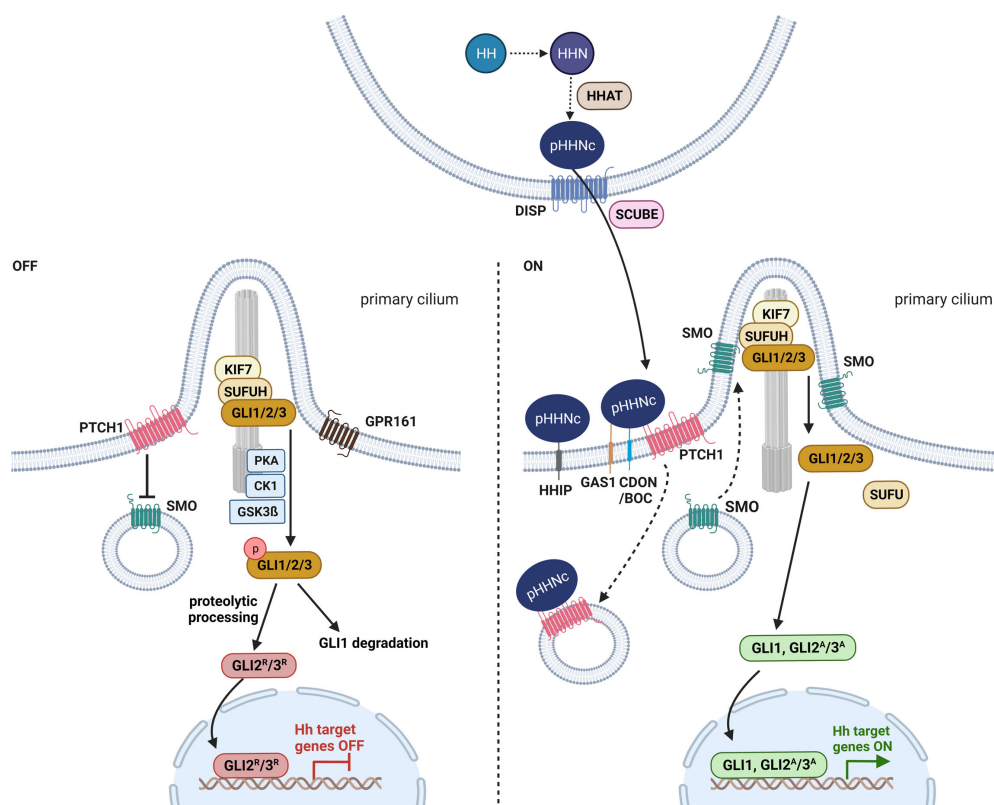 HH
HHN
HHAT
pHHNc
DISP
SCUBE
OFF
primary cilium
KIF7
SUFUH
GLI1/2/3
PTCH1
GPR161
PKA
CK1
GSK3ß
SMO
p
GLI1/2/3
proteolytic
processing
GLI1 degradation
GLI2ᴿ/3ᴿ
Hh target
genes OFF
GLI2ᴿ/3ᴿ
ON
primary cilium
KIF7
SUFUH
GLI1/2/3
SMO
SMO
pHHNc
pHHNc
PTCH1
HHIP
GAS1
CDON
/BOC
GLI1/2/3
SUFU
SMO
pHHNc
GLI1, GLI2ᴬ/3ᴬ
Hh target
genes ON
GLI1, GLI2ᴬ/3ᴬ